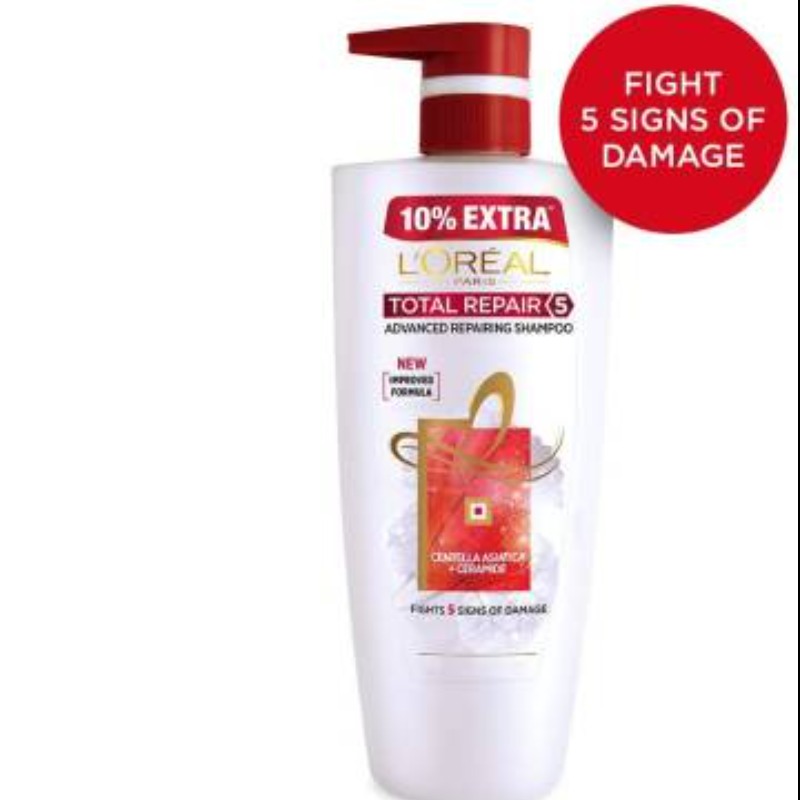 FIGHT
5 SIGNS OF
DAMAGE
10% EXTRA
L'ORÉAL
PARIS
TOTAL REPAIR 5
ADVANCED REPAIRING SHAMPOO
NEW
IMPROVED
FORMULA
CENTELLA ASIATICA
+ CERAMIDE
FIGHTS 5 SIGNS OF DAMAGE